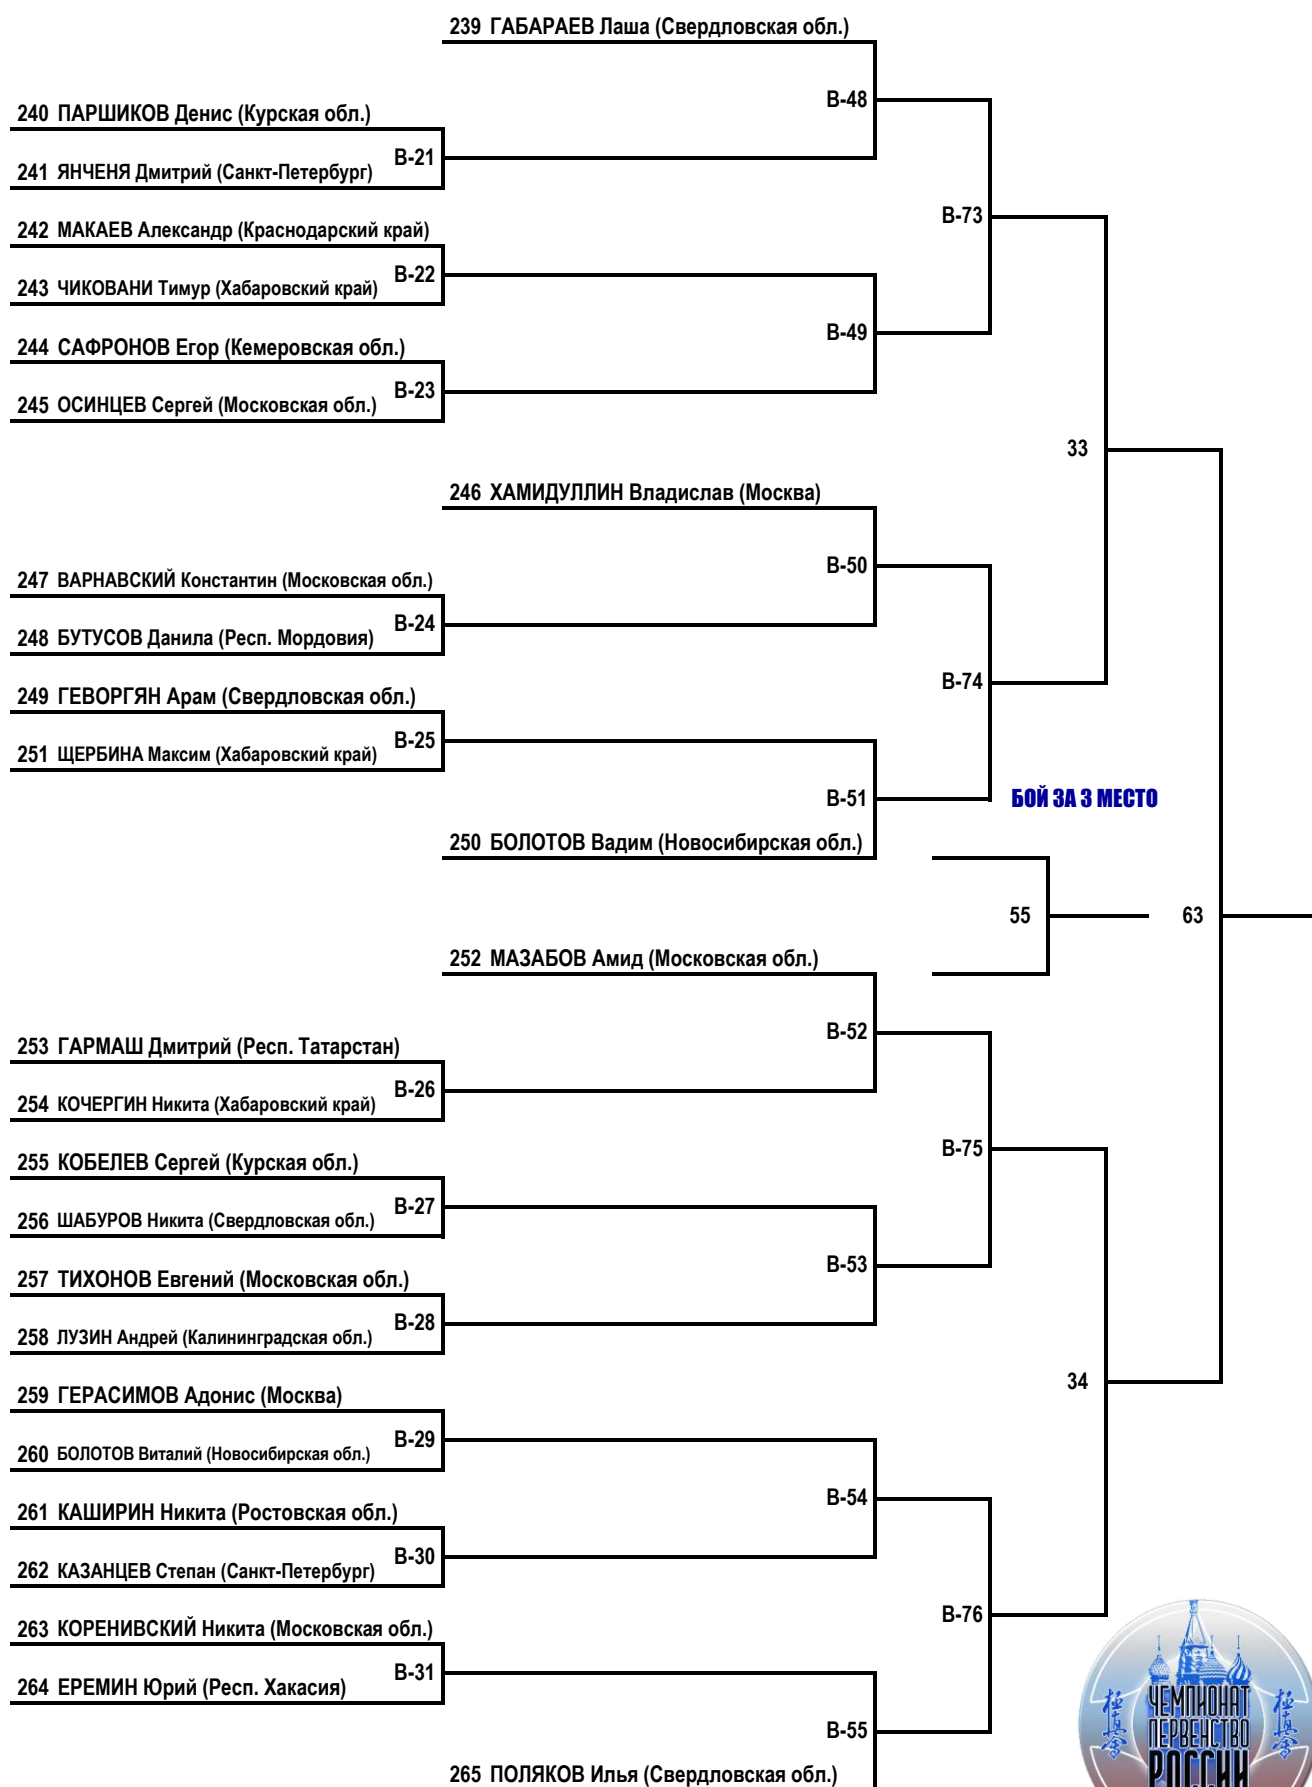 239 ГАБАРАЕВ Лаша (Свердловская обл.)
B-48
240 ПАРШИКОВ Денис (Курская обл.)
B-21
241 ЯНЧЕНЯ Дмитрий (Санкт-Петербург)
B-73
242 МАКАЕВ Александр (Краснодарский край)
B-22
243 ЧИКОВАНИ Тимур (Хабаровский край)
B-49
244 САФРОНОВ Егор (Кемеровская обл.)
B-23
245 ОСИНЦЕВ Сергей (Московская обл.)
33
246 ХАМИДУЛЛИН Владислав (Москва)
B-50
247 ВАРНАВСКИЙ Константин (Московская обл.)
B-24
248 БУТУСОВ Данила (Респ. Мордовия)
B-74
249 ГЕВОРГЯН Арам (Свердловская обл.)
B-25
251 ЩЕРБИНА Максим (Хабаровский край)
B-51
БОЙ ЗА 3 МЕСТО
250 БОЛОТОВ Вадим (Новосибирская обл.)
55
63
252 МАЗАБОВ Амид (Московская обл.)
B-52
253 ГАРМАШ Дмитрий (Респ. Татарстан)
B-26
254 КОЧЕРГИН Никита (Хабаровский край)
B-75
255 КОБЕЛЕВ Сергей (Курская обл.)
B-27
256 ШАБУРОВ Никита (Свердловская обл.)
B-53
257 ТИХОНОВ Евгений (Московская обл.)
B-28
258 ЛУЗИН Андрей (Калининградская обл.)
34
259 ГЕРАСИМОВ Адонис (Москва)
B-29
260 БОЛОТОВ Виталий (Новосибирская обл.)
B-54
261 КАШИРИН Никита (Ростовская обл.)
B-30
262 КАЗАНЦЕВ Степан (Санкт-Петербург)
B-76
263 КОРЕНИВСКИЙ Никита (Московская обл.)
B-31
264 ЕРЕМИН Юрий (Респ. Хакасия)
B-55
265 ПОЛЯКОВ Илья (Свердловская обл.)
極真會
ЧЕМПИОНАТ
ПЕРВЕНСТВО
РОССИИ
極真會